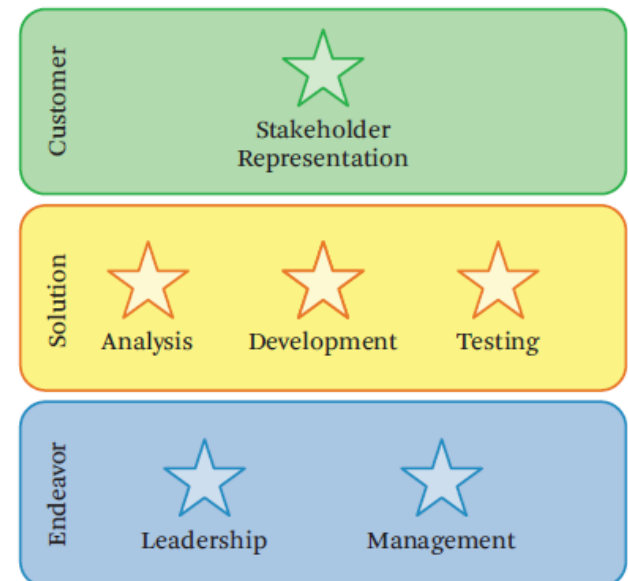 Customer
Stakeholder
Representation
Solution
Analysis Development Testing
Endeavor
Leadership Management